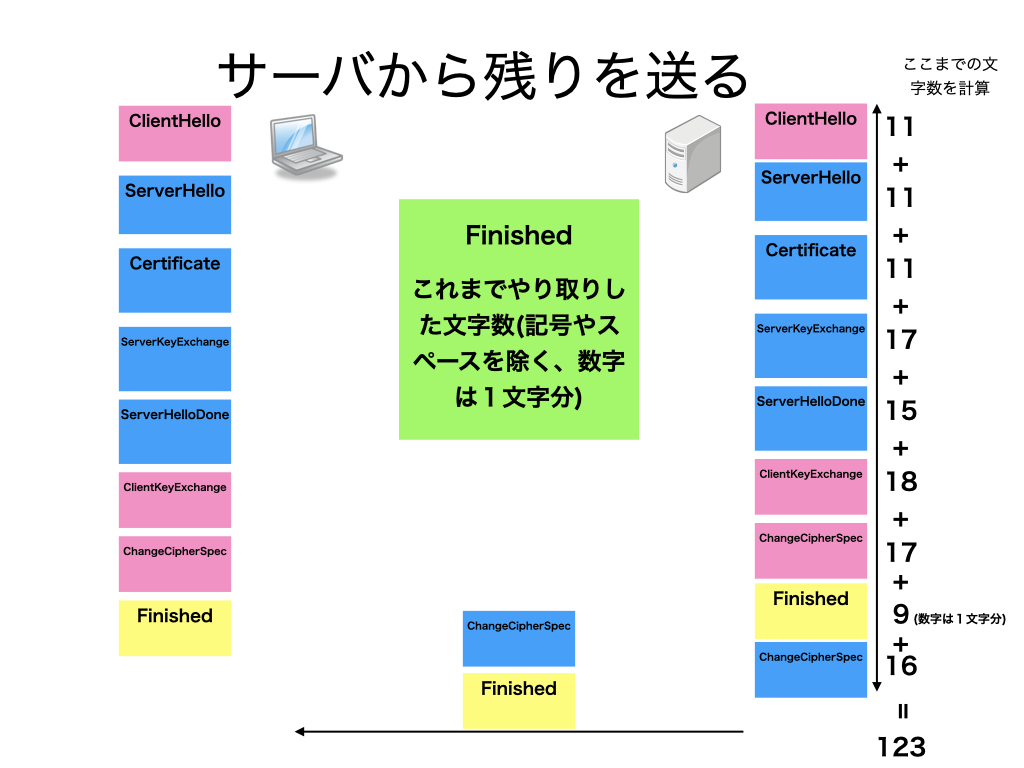 サーバから残りを送る
ここまでの文
字数を計算
ClientHello
ServerHello
Certificate
ServerKeyExchange
ServerHelloDone
ClientKeyExchange
ChangeCipherSpec
Finished
Finished
これまでやり取りし
た文字数(記号やス
ペースを除く、数字
は１文字分)
ChangeCipherSpec
Finished
ClientHello
ServerHello
Certificate
ServerKeyExchange
ServerHelloDone
ClientKeyExchange
ChangeCipherSpec
Finished
ChangeCipherSpec
11
+
11
+
11
+
17
+
15
+
18
+
17
+
9 (数字は１文字分)
+
16
=
123